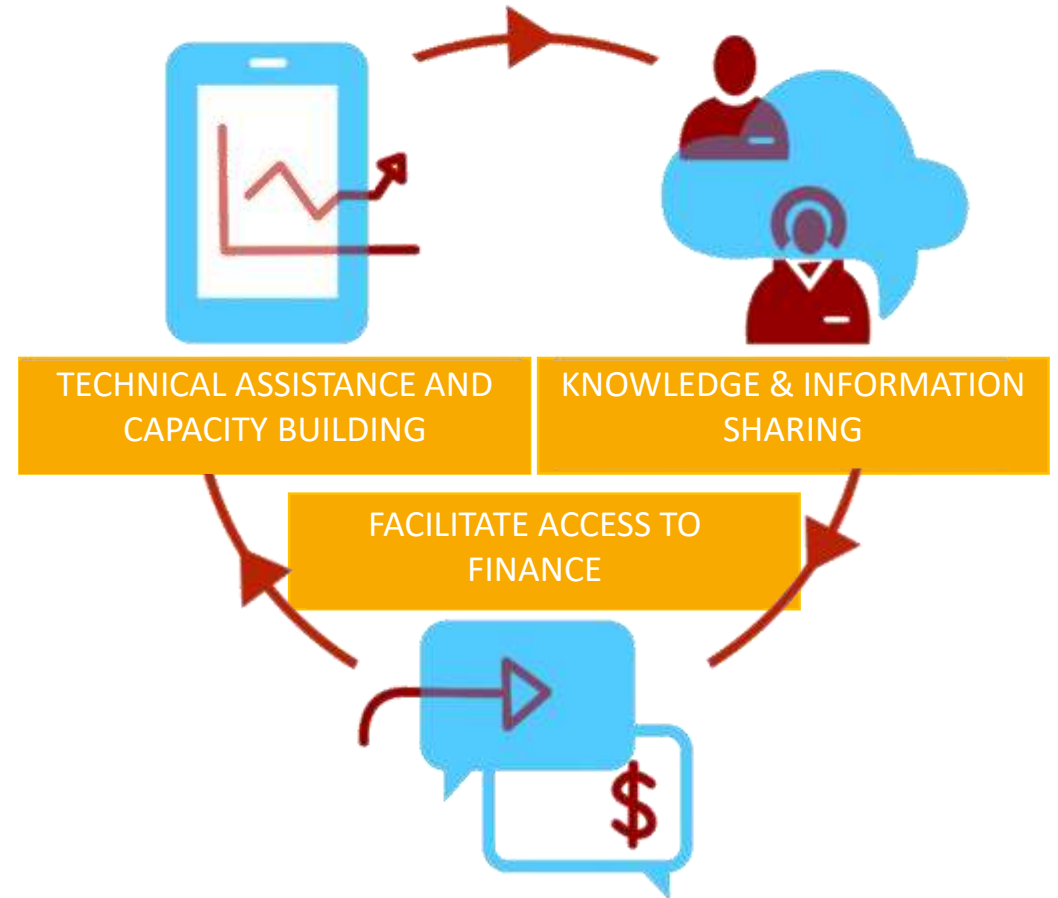 TECHNICAL ASSISTANCE AND
CAPACITY BUILDING
KNOWLEDGE & INFORMATION
SHARING
FACILITATE ACCESS TO
FINANCE
$